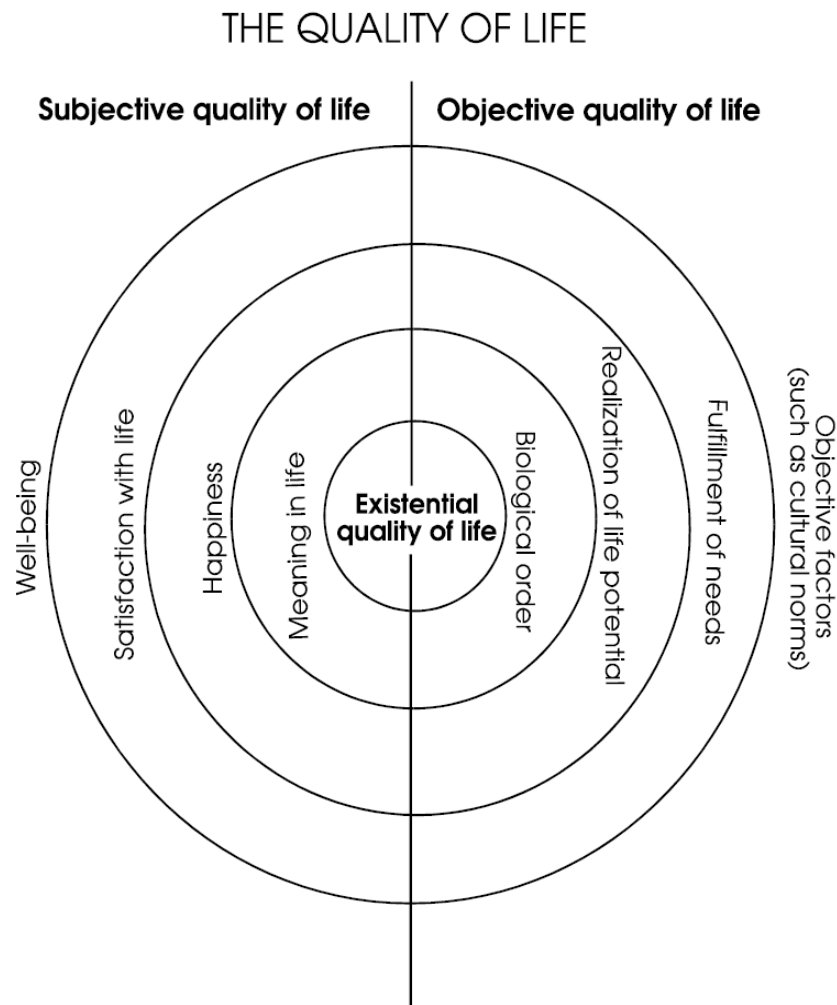 THE QUALITY OF LIFE
Subjective quality of life
Objective quality of life
Well-being
Satisfaction with life
Happiness
Meaning in life
Existential
quality of life
Biological order
Realization of life potential
Fulfillment of needs
Objective factors
(such as cultural norms)